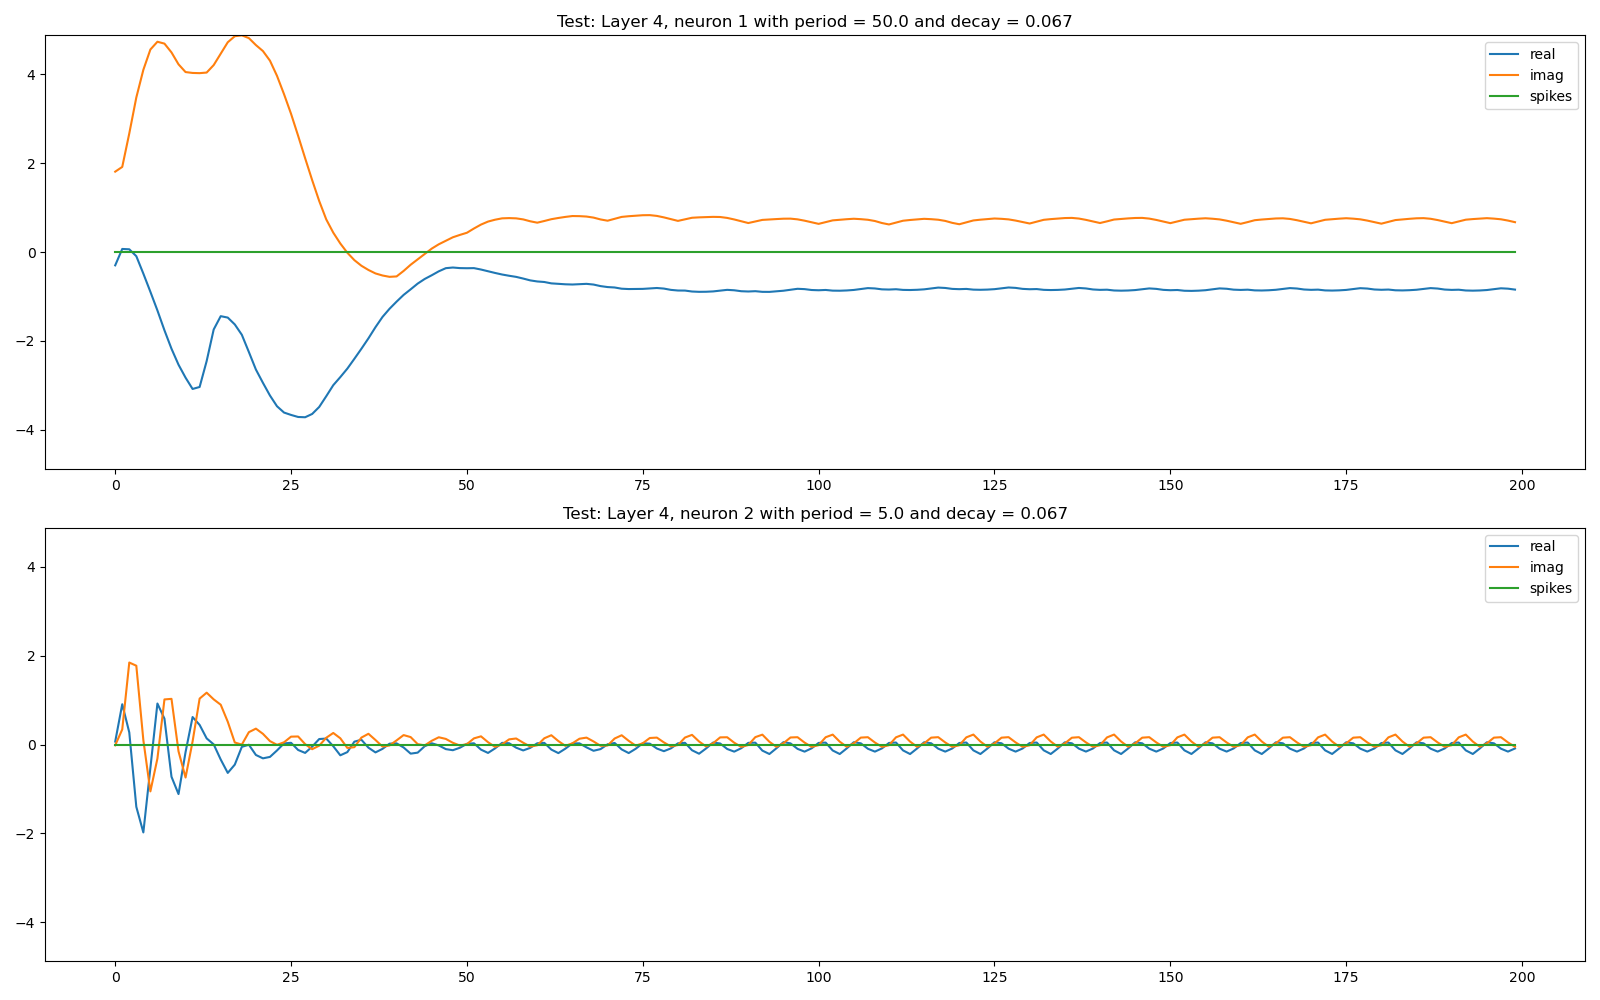 Test: Layer 4, neuron 1 with period = 50.0 and decay = 0.067
real
imag
spikes
4
2
0
−2
−4
0 25 50 75 100 125 150 175 200
Test: Layer 4, neuron 2 with period = 5.0 and decay = 0.067
real
imag
spikes
4
2
0
−2
−4
0 25 50 75 100 125 150 175 200